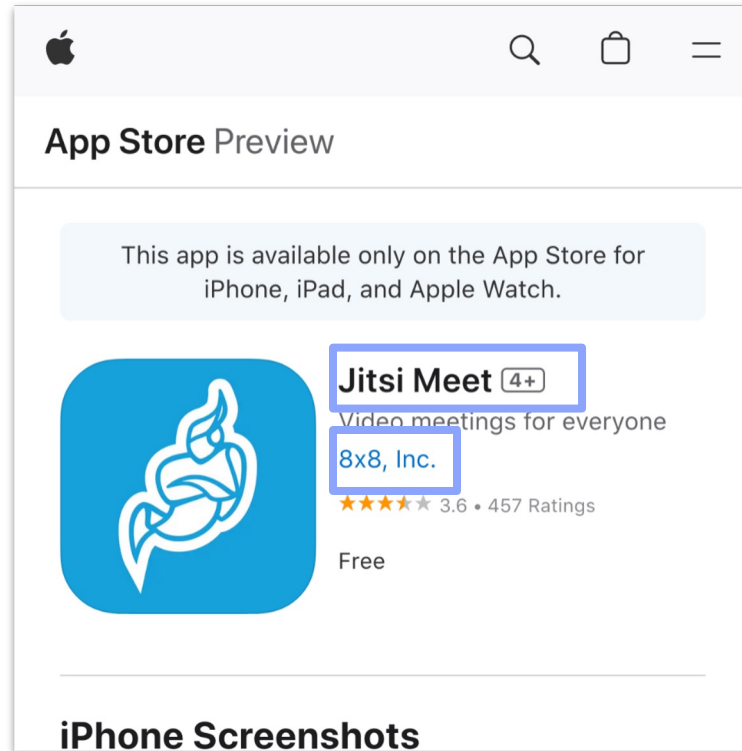 App Store Preview
This app is available only on the App Store for
iPhone, iPad, and Apple Watch.
Jitsi Meet 4+
Video meetings for everyone
8x8, Inc.
3.6 • 457 Ratings
Free
iPhone Screenshots